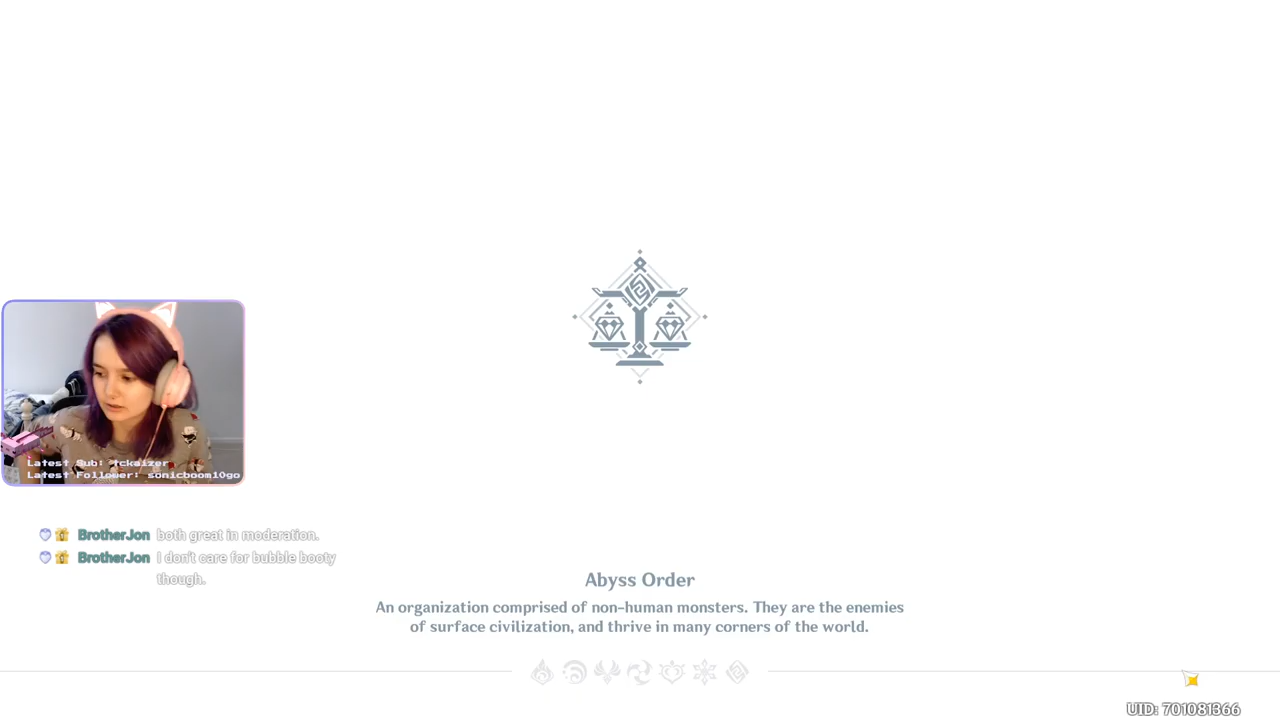 Latest Sub: tckaizer
Latest Follower: sonicboom10go
BrotherJon both great in moderation.
BrotherJon I don't care for bubble booty
though.
Abyss Order
An organization comprised of non-human monsters. They are the enemies
of surface civilization, and thrive in many corners of the world.
UID: 701081366